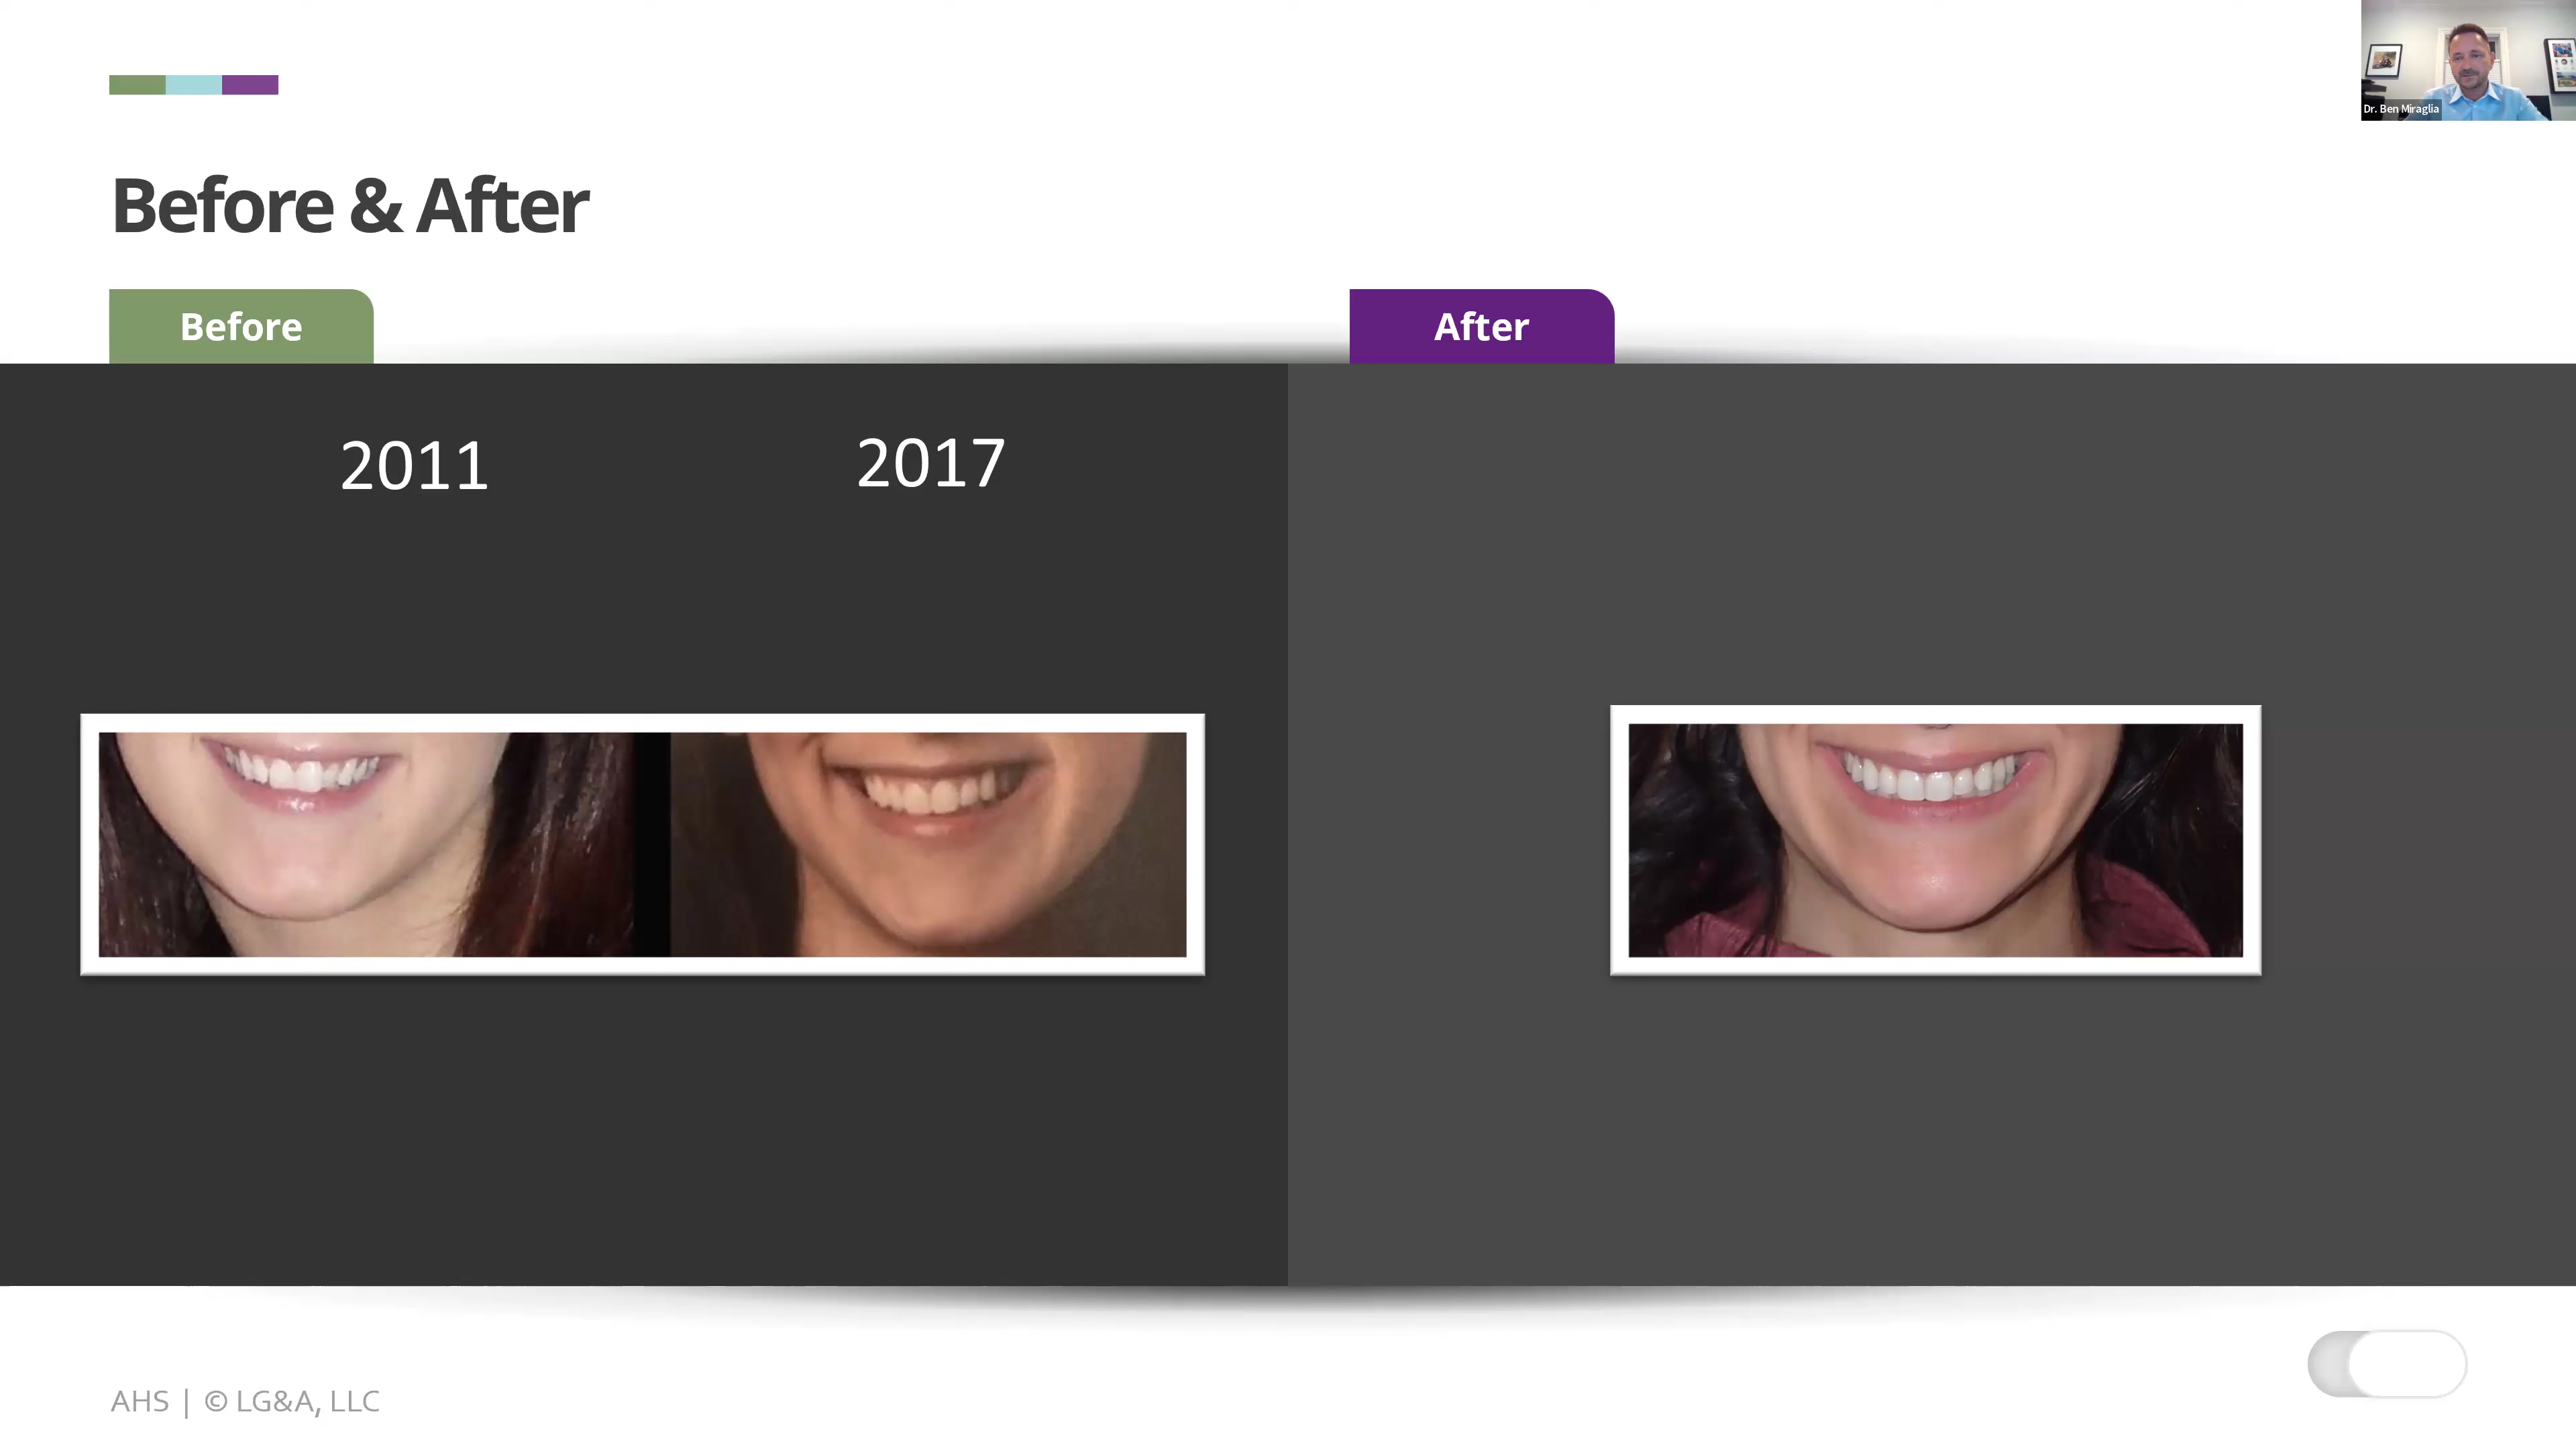 Dr. Ben Miraglia
Before & After
Before
After
2011
2017
AHS | © LG&A, LLC